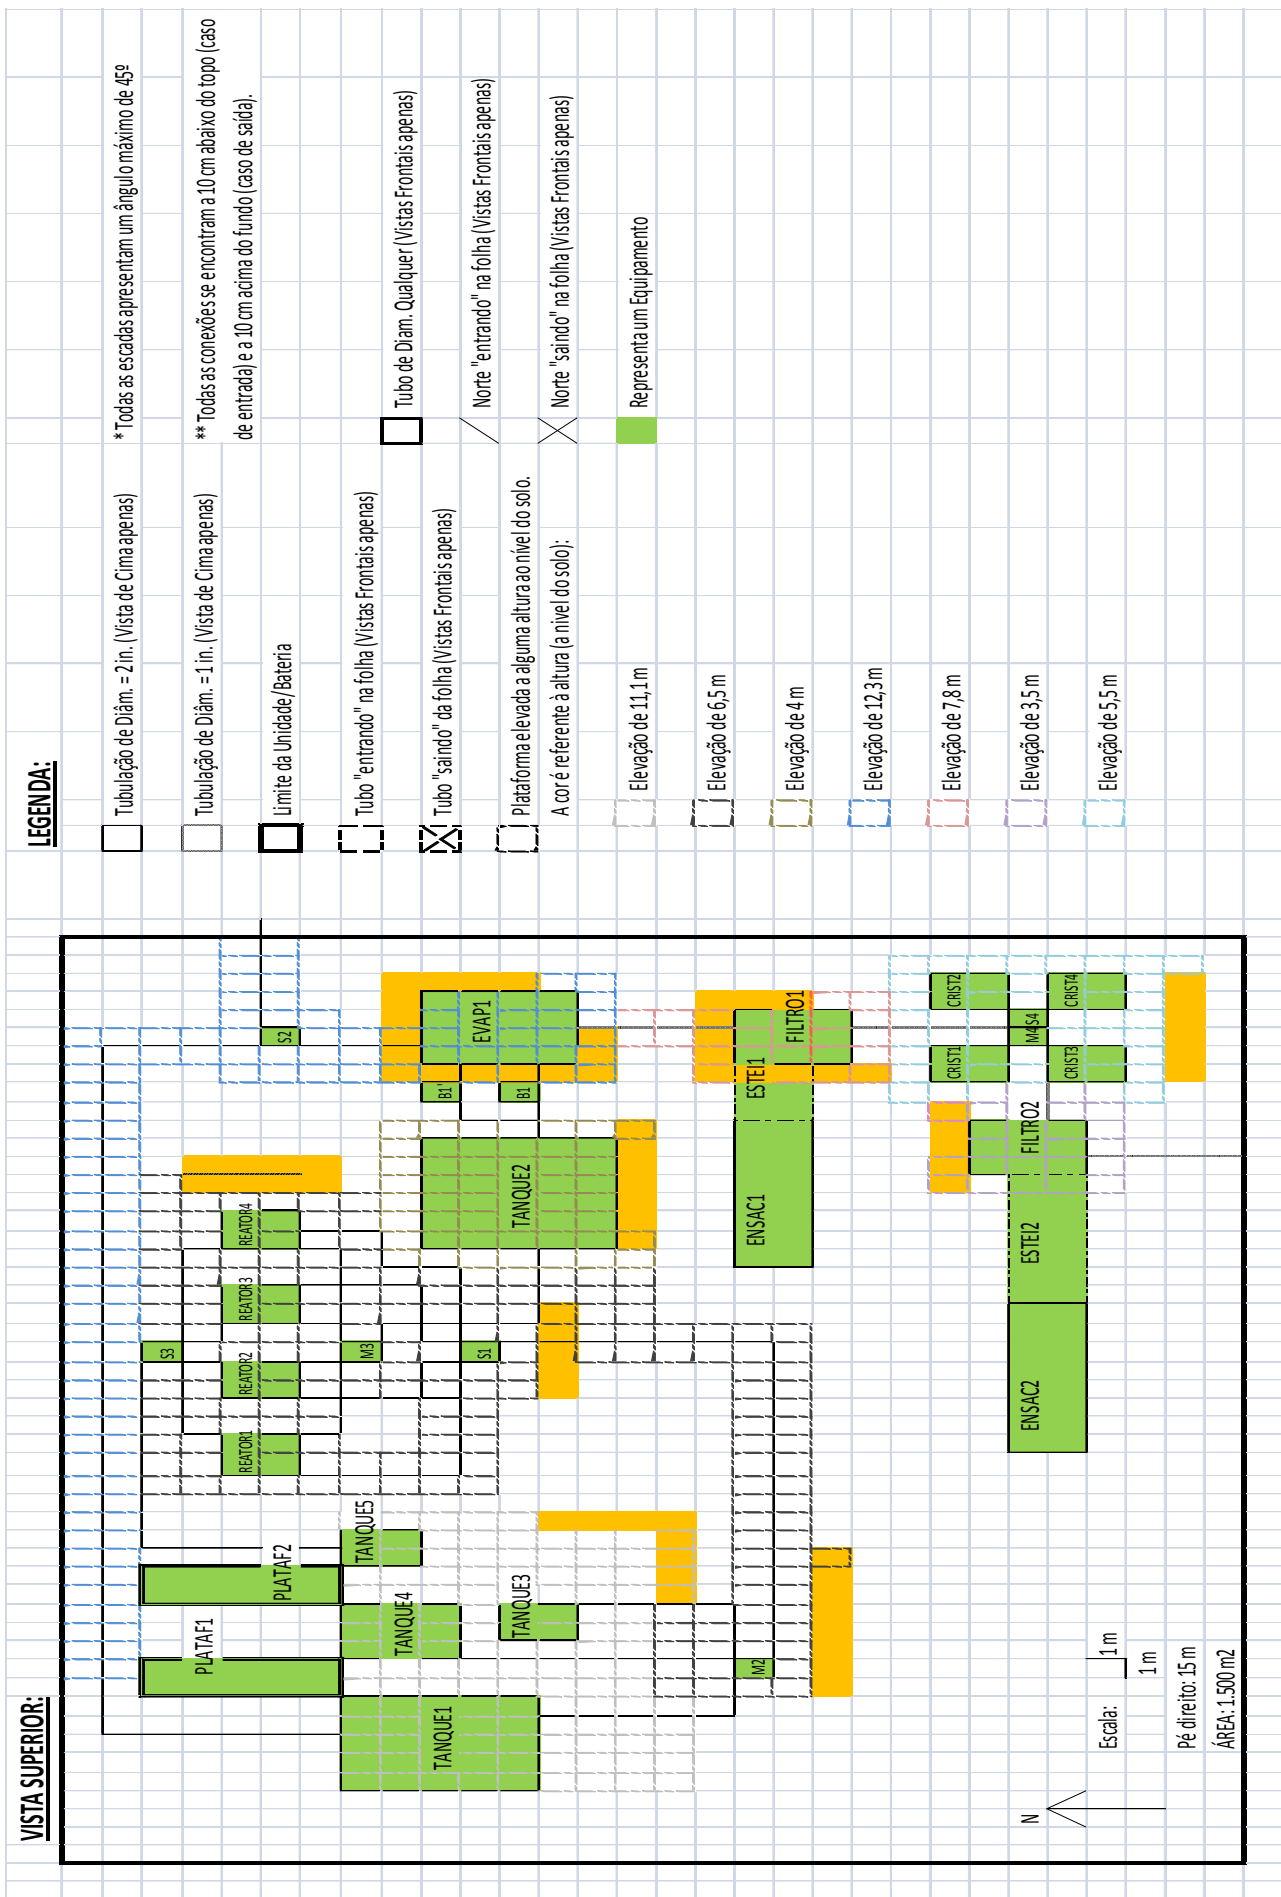 VISTA SUPERIOR:
PLATAF1
PLATAF2
TANQUE1
TANQUE4
TANQUE5
TANQUE3
M2
REATOR1
REATOR2
REATOR3
REATOR4
S3
M3
S1
S2
TANQUE2
B1'
B1
EVAP1
ENSAC1
ESTEI1
FILTRO1
ENSAC2
ESTEI2
FILTRO2
CRIST1
CRIST2
CRIST3
CRIST4
M4S4
N
Escala:
1 m
1 m
Pé direito: 15 m
ÁREA: 1.500 m2
LEGENDA:
Tubulação de Diâm. = 2 in. (Vista de Cima apenas)
Tubulação de Diâm. = 1 in. (Vista de Cima apenas)
Limite da Unidade/Bateria
Tubo "entrando" na folha (Vistas Frontais apenas)
Tubo "saindo" da folha (Vistas Frontais apenas)
Plataforma elevada a alguma altura ao nível do solo.
A cor é referente à altura (a nível do solo):
Elevação de 11,1 m
Elevação de 6,5 m
Elevação de 4 m
Elevação de 12,3 m
Elevação de 7,8 m
Elevação de 3,5 m
Elevação de 5,5 m
* Todas as escadas apresentam um ângulo máximo de 45º
** Todas as conexões se encontram a 10 cm abaixo do topo (caso
de entrada) e a 10 cm acima do fundo (caso de saída).
Tubo de Diam. Qualquer (Vistas Frontais apenas)
Norte "entrando" na folha (Vistas Frontais apenas)
Norte "saindo" na folha (Vistas Frontais apenas)
Representa um Equipamento